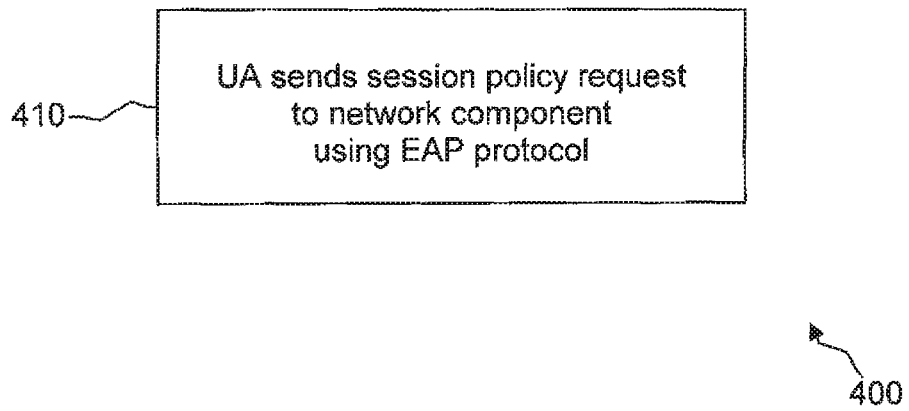 UA sends session policy request
to network component
using EAP protocol
410
400